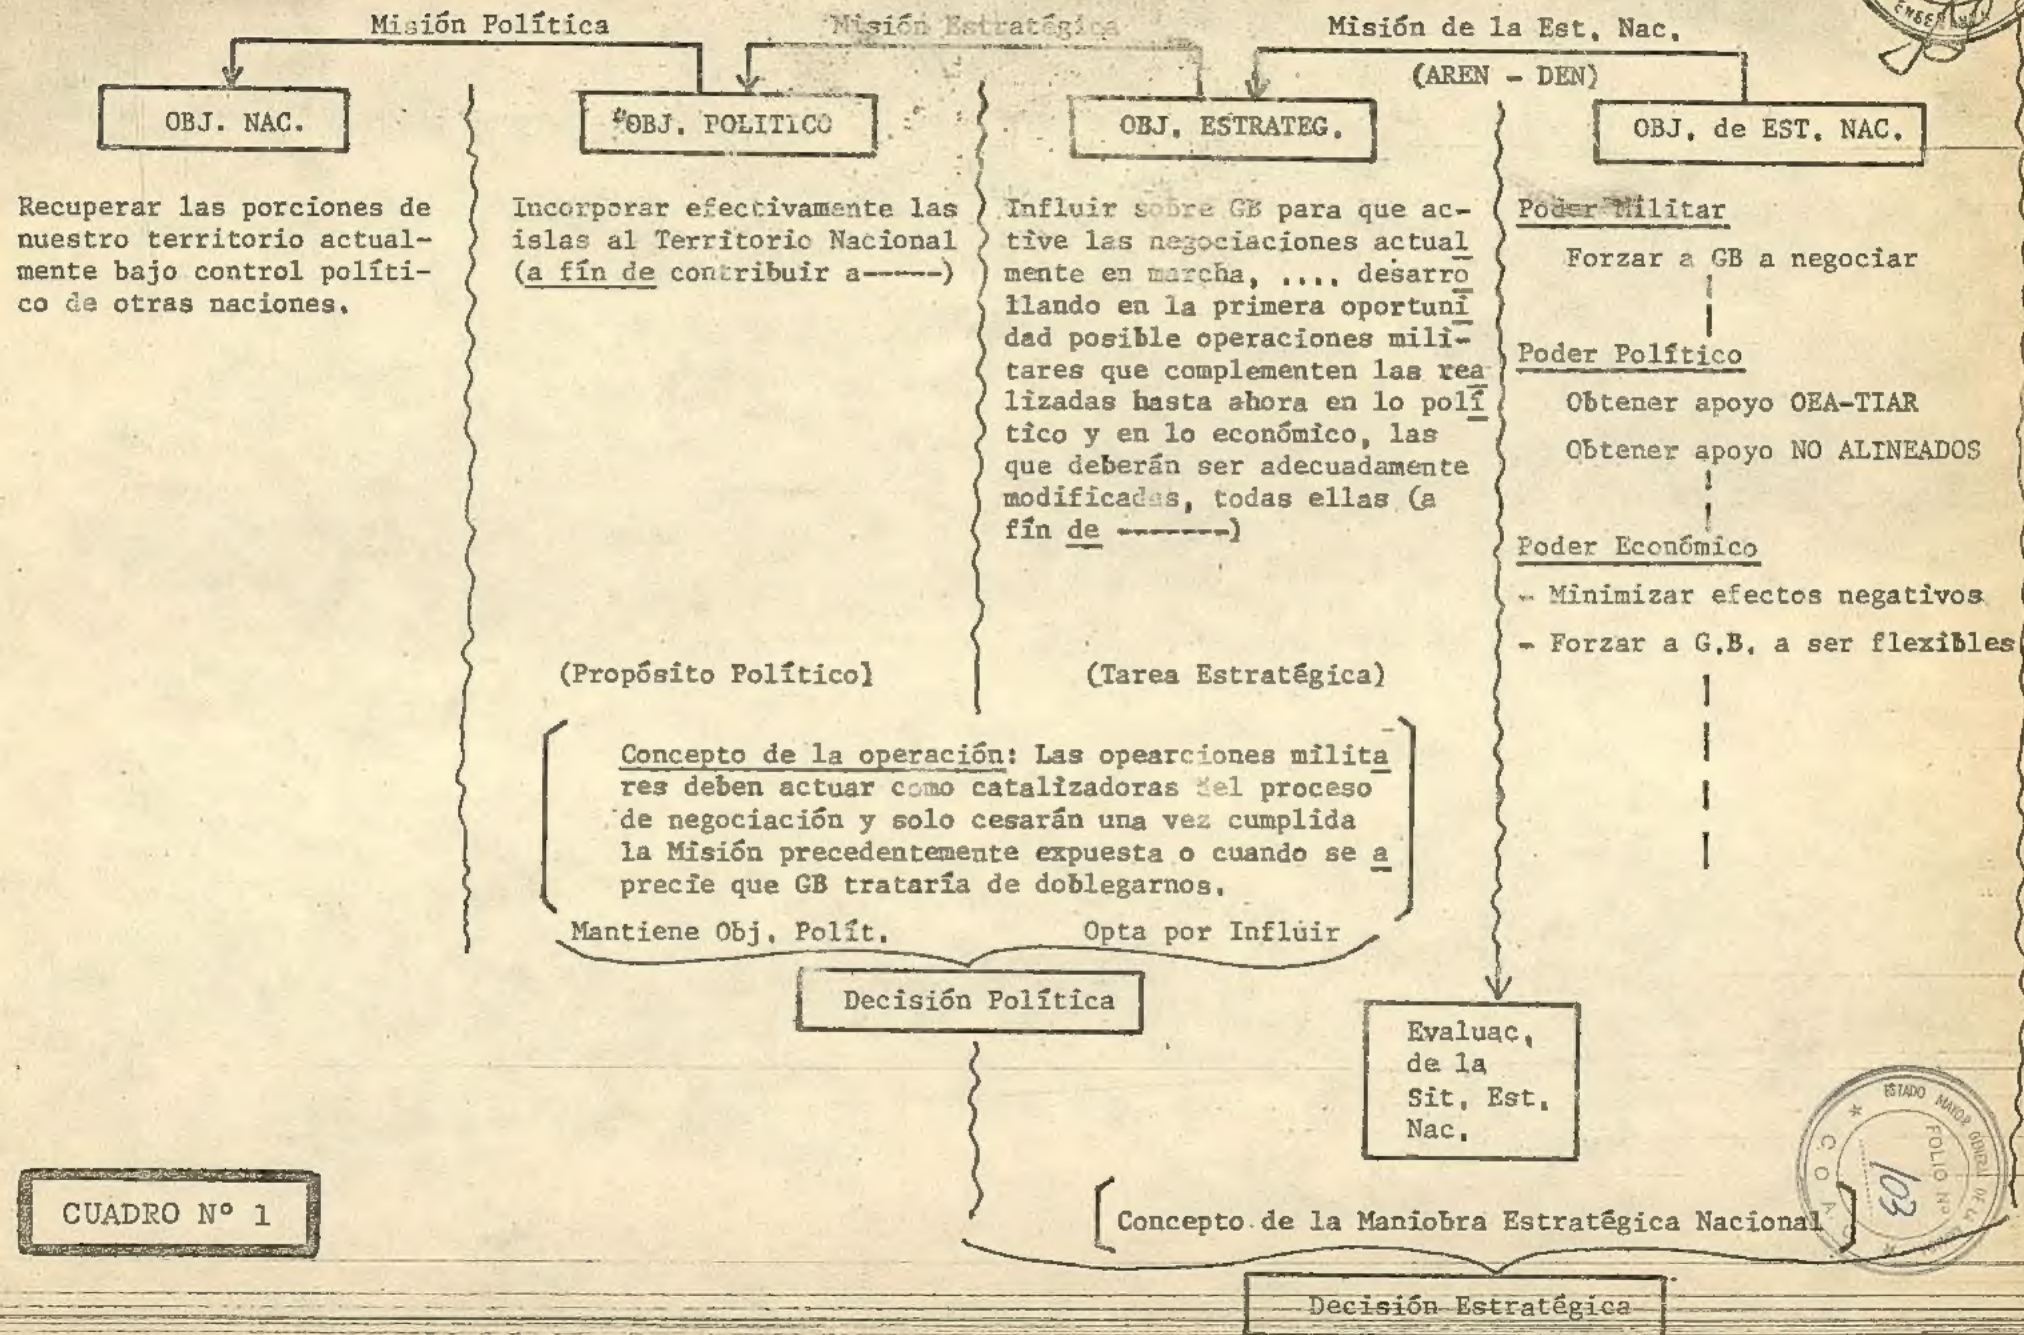 Misión Política
Misión Estratégica
Misión de la Est. Nac.
(AREN - DEN)
OBJ. NAC.
OBJ. POLITICO
OBJ. ESTRATEG.
OBJ. de EST. NAC.
Recuperar las porciones de
nuestro territorio actual-
mente bajo control políti-
co de otras naciones.
Incorporar efectivamente las
islas al Territorio Nacional
(a fín de contribuir a-----)
Influir sobre GB para que ac-
tive las negociaciones actual
mente en marcha, .... desarro
llando en la primera oportuni
dad posible operaciones mili-
tares que complementen las rea
lizadas hasta ahora en lo polí
tico y en lo económico, las
que deberán ser adecuadamente
modificadas, todas ellas (a
fín de -------)
Poder Militar
Forzar a GB a negociar
Poder Político
Obtener apoyo OEA-TIAR
Obtener apoyo NO ALINEADOS
Poder Económico
- Minimizar efectos negativos
- Forzar a G.B. a ser flexibles
(Propósito Político)
(Tarea Estratégica)
Concepto de la operación: Las opearciones milita
res deben actuar como catalizadoras del proceso
de negociación y solo cesarán una vez cumplida
la Misión precedentemente expuesta o cuando se a
precie que GB trataría de doblegarnos.
Mantiene Obj. Polít.
Opta por Influir
Decisión Política
Evaluac.
de la
Sit. Est.
Nac.
CUADRO N° 1
ESTADO MAYOR GENERAL DE LA
FOLIO Nº
103
Concepto de la Maniobra Estratégica Nacional
Decisión Estratégica